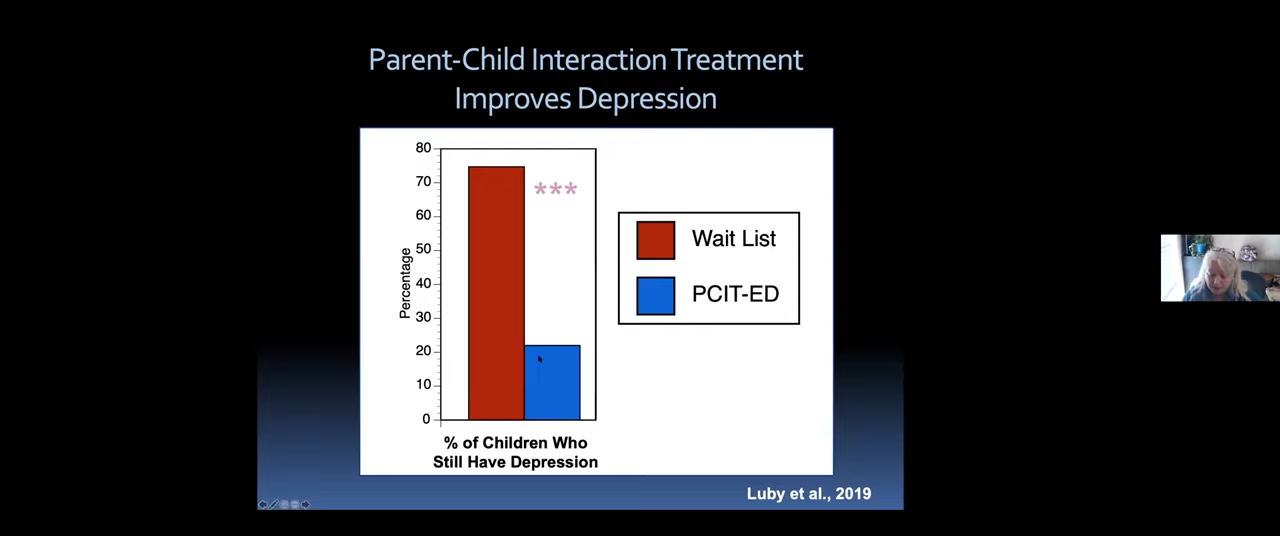 Parent-Child Interaction Treatment
Improves Depression
80
70
60
50
40
30
20
10
0
Percentage
***
Wait List
PCIT-ED
% of Children Who
Still Have Depression
Luby et al., 2019